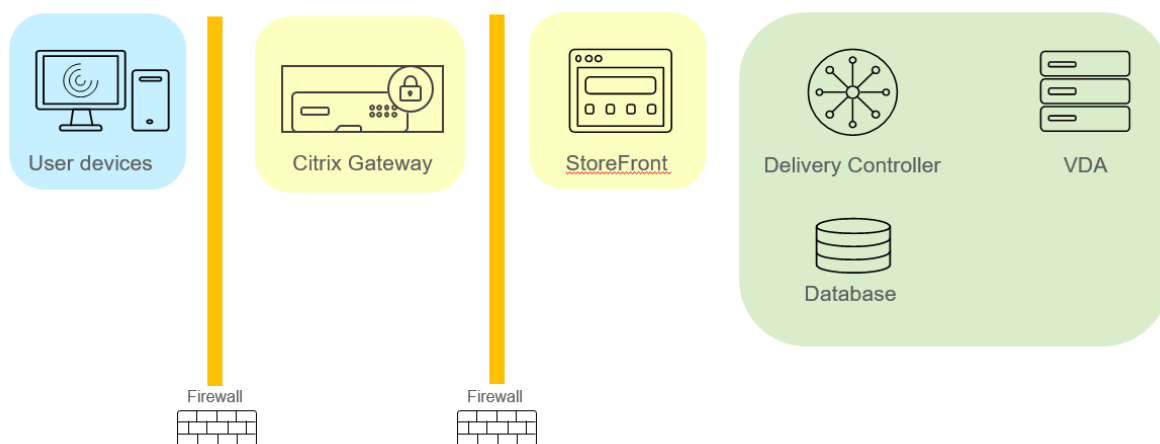 User devices
Citrix Gateway
StoreFront
Delivery Controller
VDA
Database
Firewall
Firewall